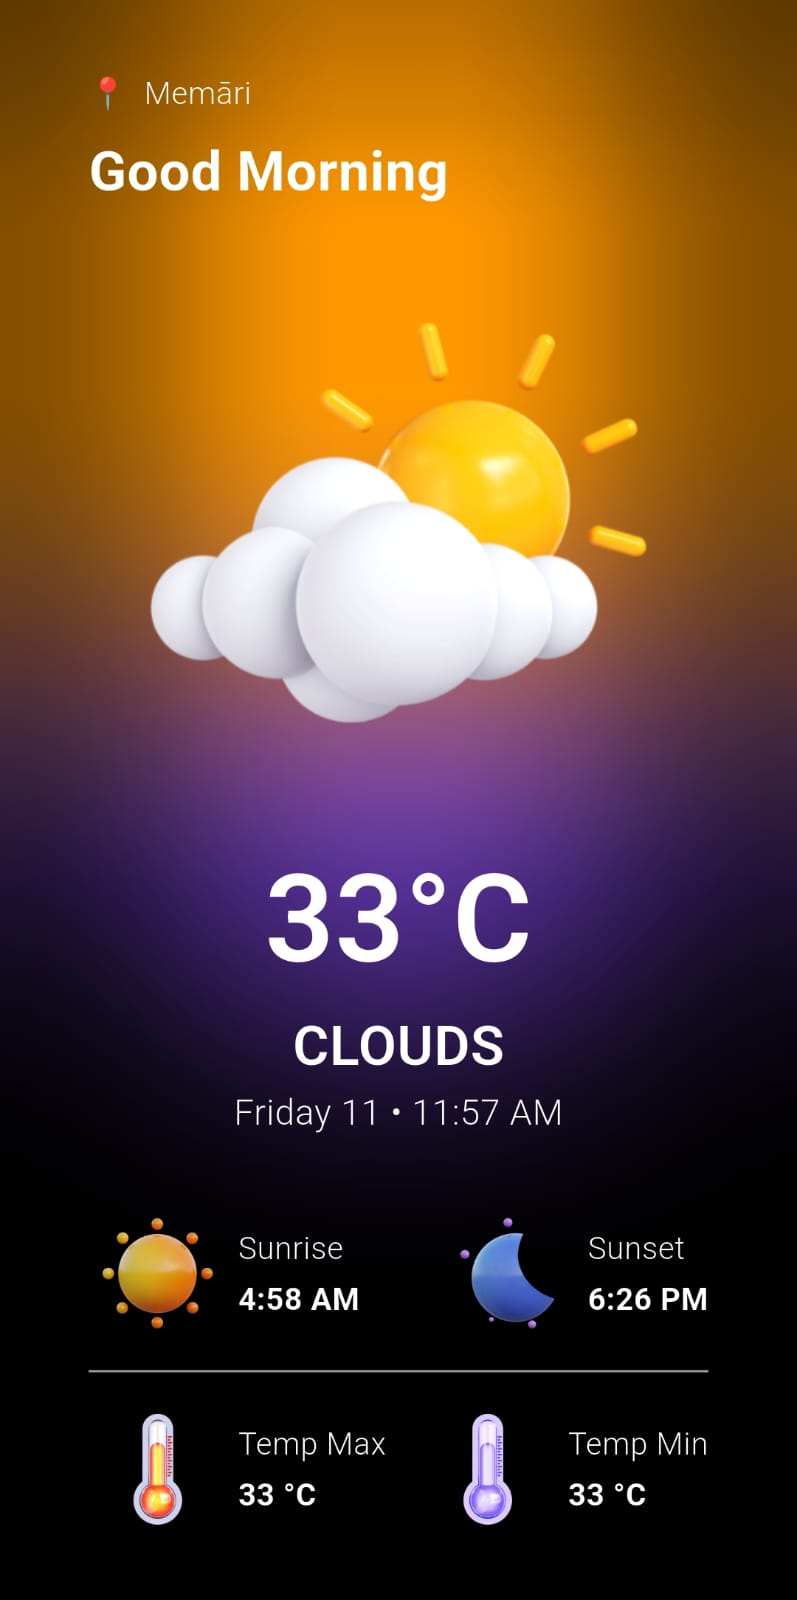 Memāri
Good Morning
33°C
CLOUDS
Friday 11 • 11:57 AM
Sunrise
4:58 AM
Sunset
6:26 PM
Temp Max
33 °C
Temp Min
33 °C